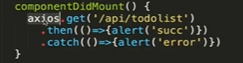 componentDidMount() {
axios.get('/api/todolist')
.then(()=>{alert('succ')})
.catch(()=>{alert('error')})
}